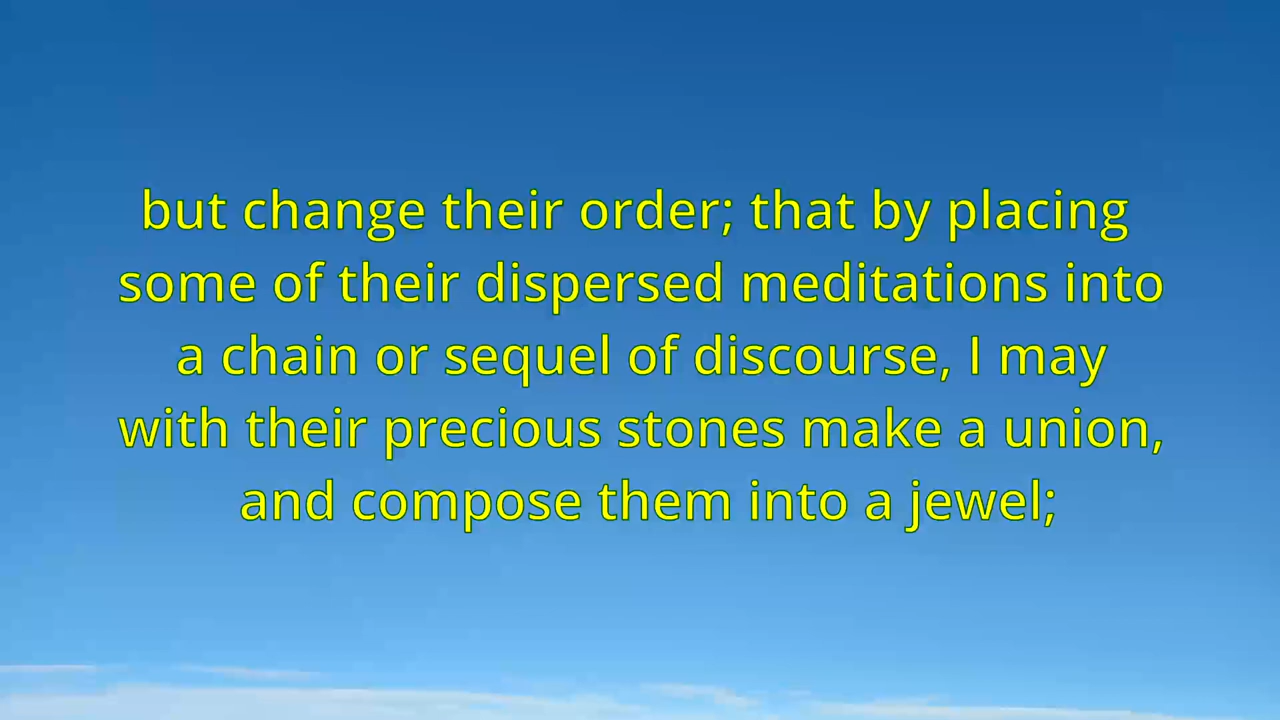 but change their order; that by placing
some of their dispersed meditations into
a chain or sequel of discourse, I may
with their precious stones make a union,
and compose them into a jewel;